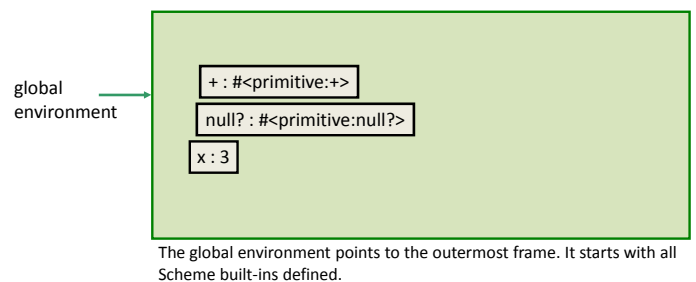 global
environment
+ : #<primitive:+>
null? : #<primitive:null?>
x : 3
The global environment points to the outermost frame. It starts with all
Scheme built-ins defined.